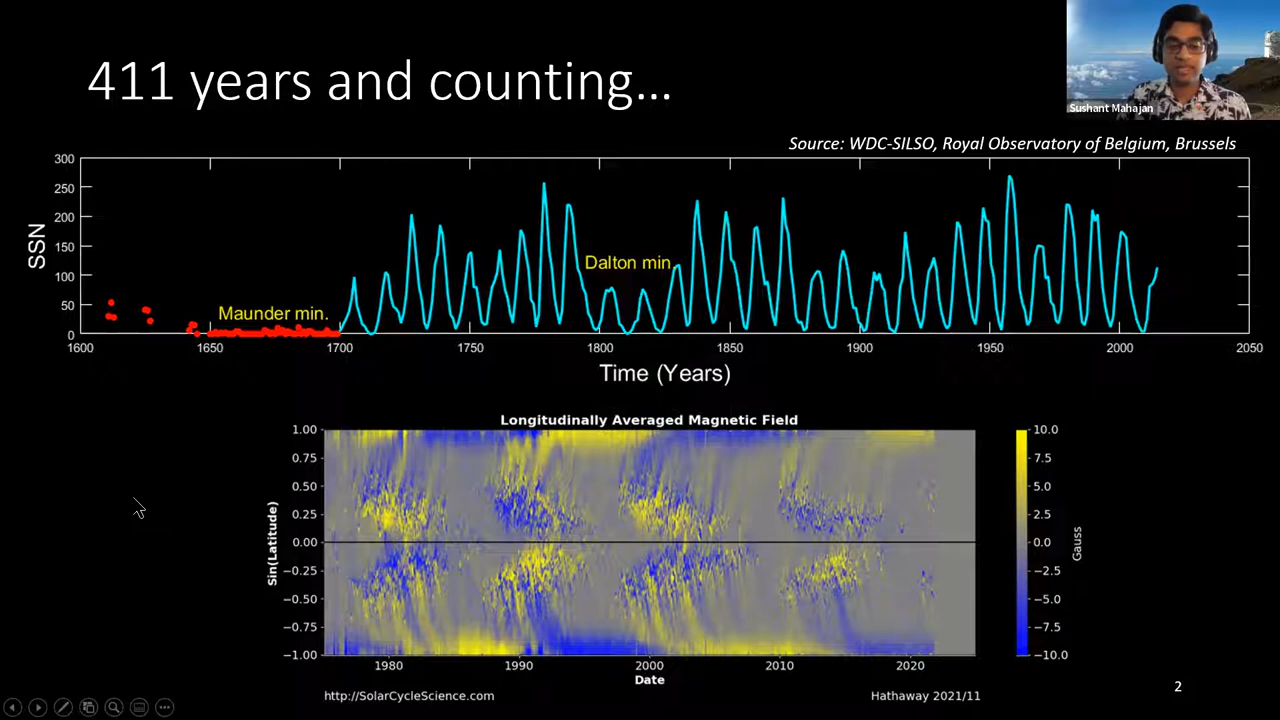 411 years and counting...
Sushant Mahajan
Source: WDC-SILSO, Royal Observatory of Belgium, Brussels
300
250
200
150
100
50
0
SSN
Maunder min.
Dalton min.
1600 1650 1700 1750 1800 1850 1900 1950 2000 2050
Time (Years)
Longitudinally Averaged Magnetic Field
1.00
0.75
0.50
0.25
0.00
−0.25
−0.50
−0.75
−1.00
Sin(Latitude)
1980 1990 2000 2010 2020
Date
10.0
7.5
5.0
2.5
0.0
−2.5
−5.0
−7.5
−10.0
Gauss
http://SolarCycleScience.com
Hathaway 2021/11
2